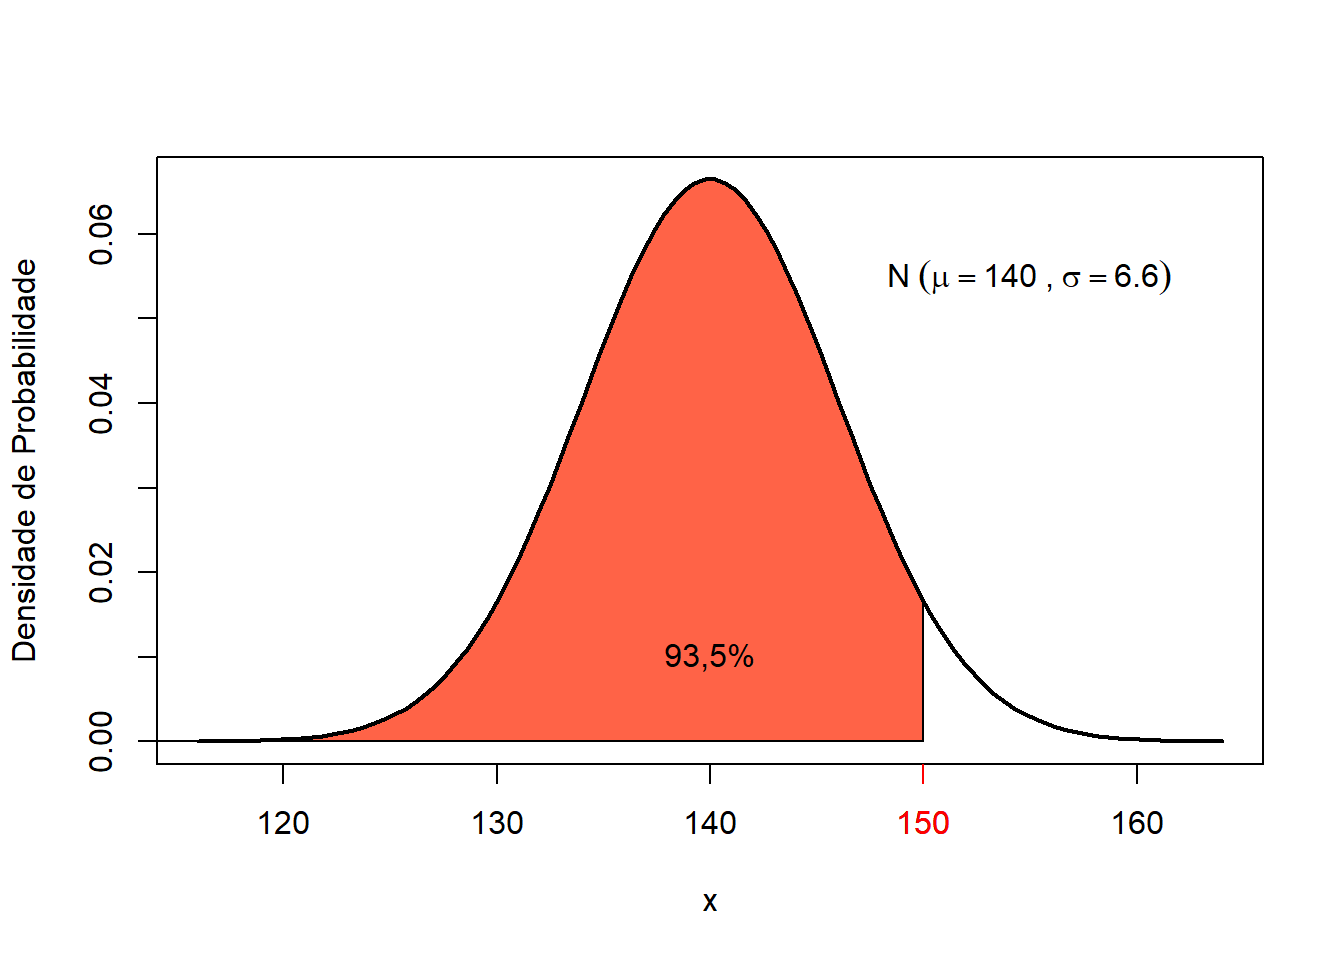 Densidade de Probabilidade
0.06
0.04
0.02
0.00
N (μ = 140 , σ = 6.6)
93,5%
120 130 140 150 160
x